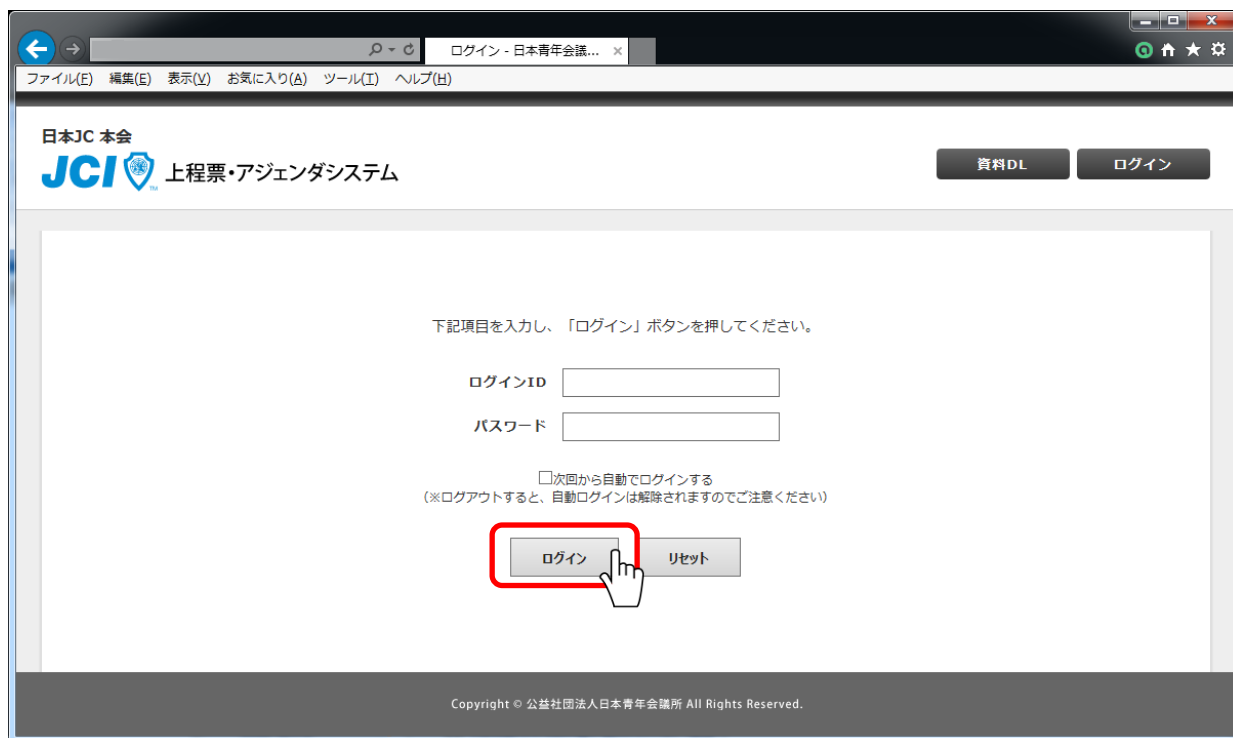 ログイン - 日本青年会議...
ファイル(F) 編集(E) 表示(V) お気に入り(A) ツール(T) ヘルプ(H)
日本JC 本会
JCI 上程票・アジェンダシステム
資料DL
ログイン
下記項目を入力し、「ログイン」ボタンを押してください。
ログインID
パスワード
次回から自動でログインする
(※ログアウトすると、自動ログインは解除されますのでご注意ください)
ログイン
リセット
Copyright © 公益社団法人日本青年会議所 All Rights Reserved.